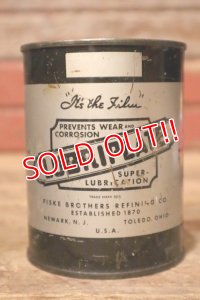 "It's the Film"
PREVENTS WEAR AND
CORROSION
SOLD OUT!!
SUPER-
LUBRICATION
FISKE BROTHERS REFINING CO.
ESTABLISHED 1870
NEWARK, N. J. TOLEDO, OHIO
U.S.A.